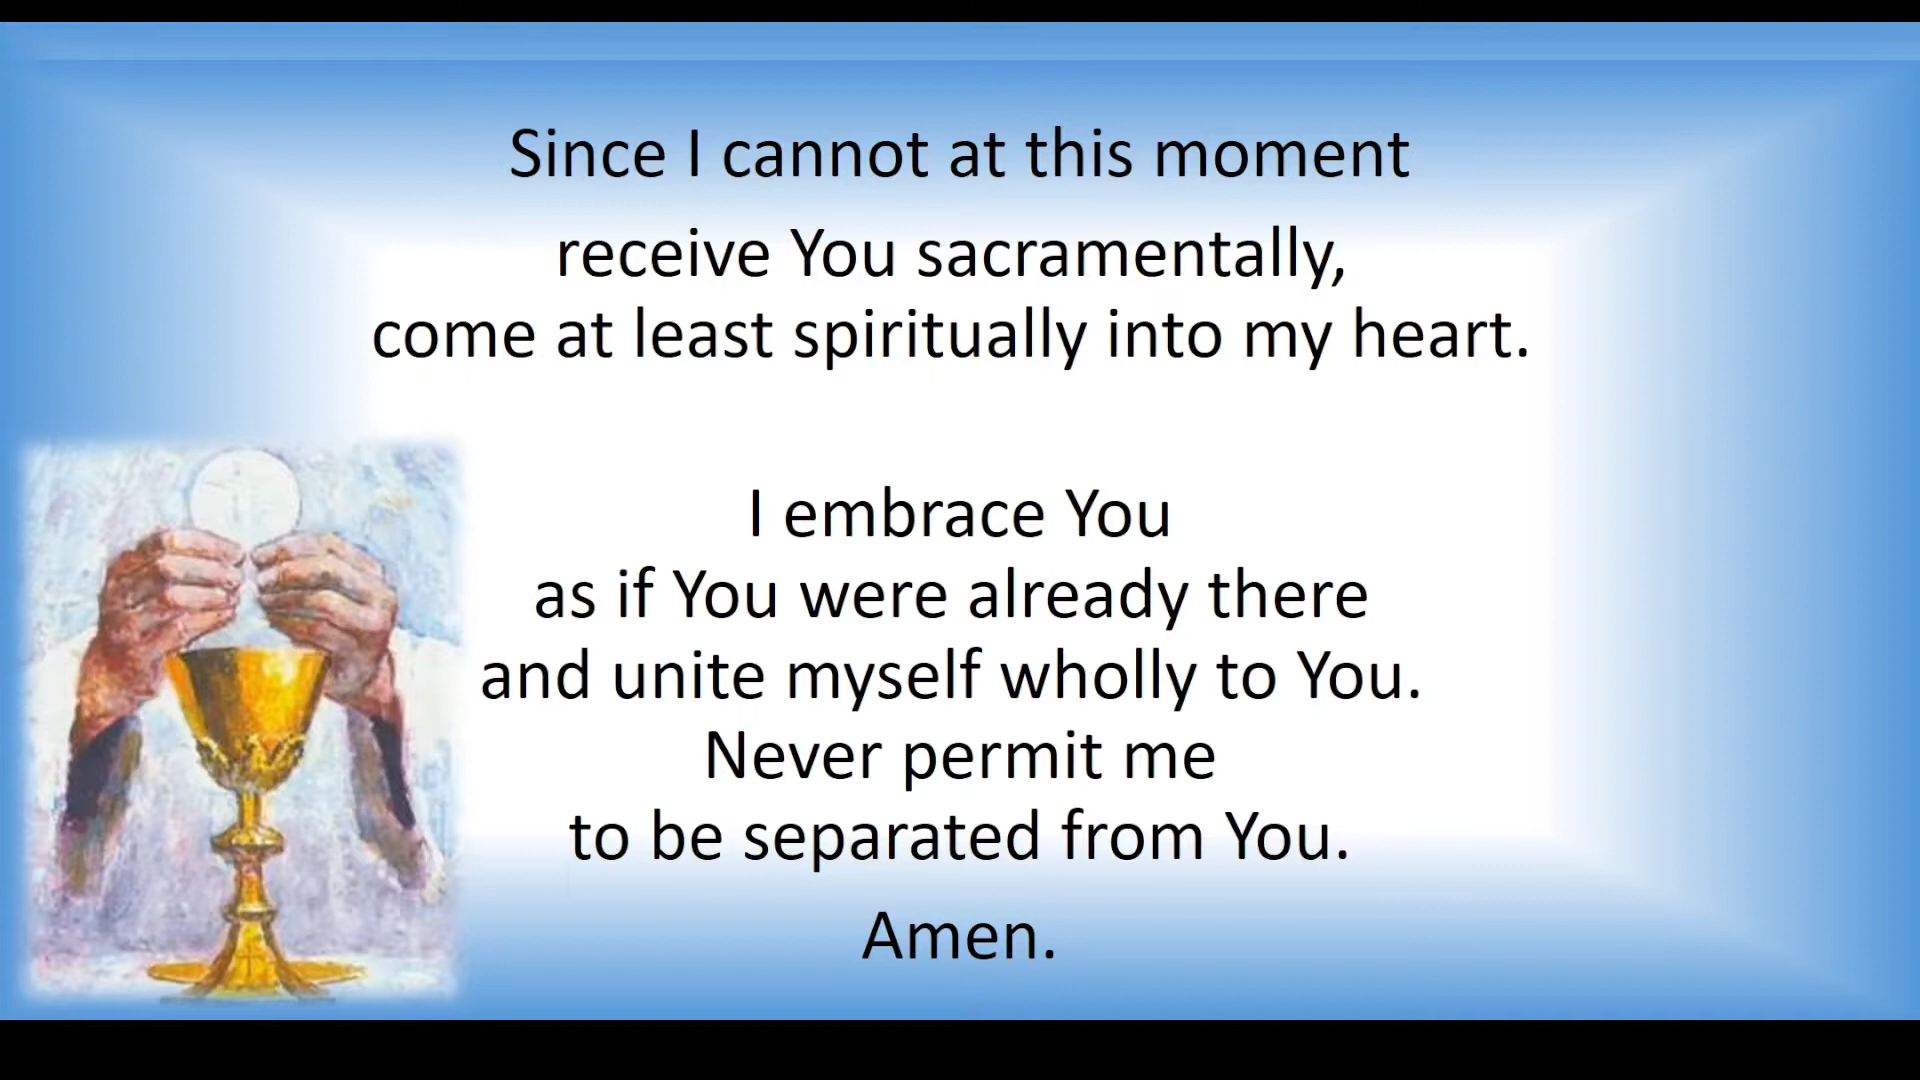 Since I cannot at this moment
receive You sacramentally,
come at least spiritually into my heart.
I embrace You
as if You were already there
and unite myself wholly to You.
Never permit me
to be separated from You.
Amen.